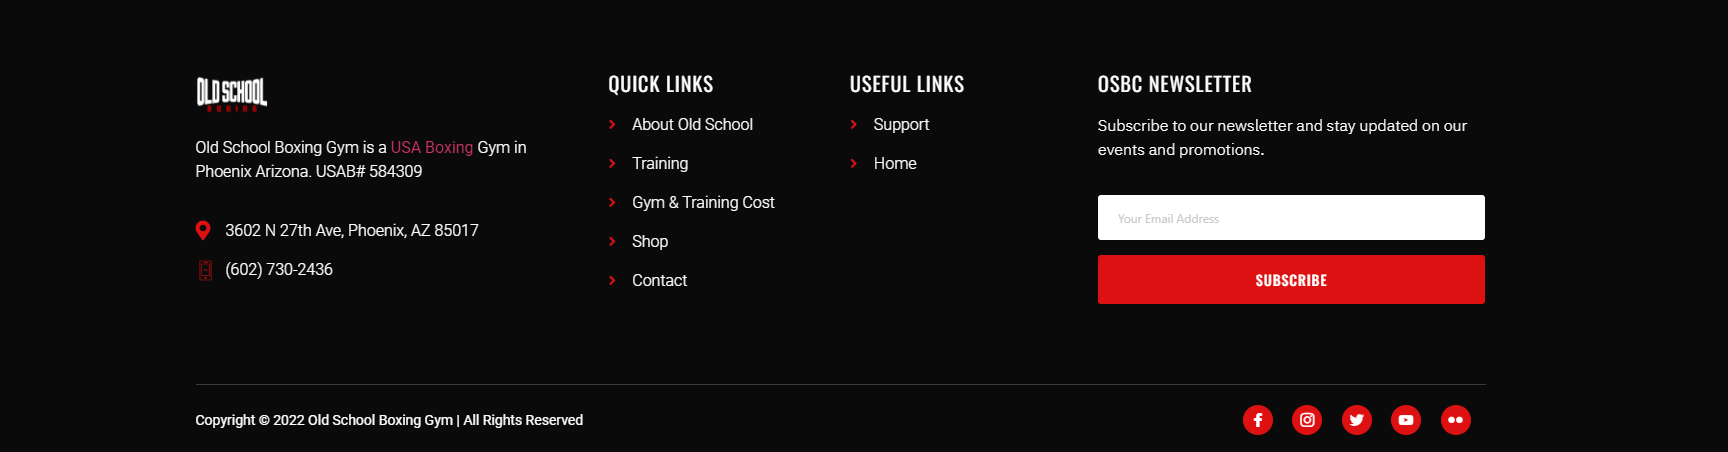 OLD SCHOOL
BOXING
Old School Boxing Gym is a USA Boxing Gym in
Phoenix Arizona. USAB# 584309
3602 N 27th Ave, Phoenix, AZ 85017
(602) 730-2436
QUICK LINKS
About Old School
Training
Gym & Training Cost
Shop
Contact
USEFUL LINKS
Support
Home
OSBC NEWSLETTER
Subscribe to our newsletter and stay updated on our
events and promotions.
Your Email Address
SUBSCRIBE
Copyright © 2022 Old School Boxing Gym | All Rights Reserved